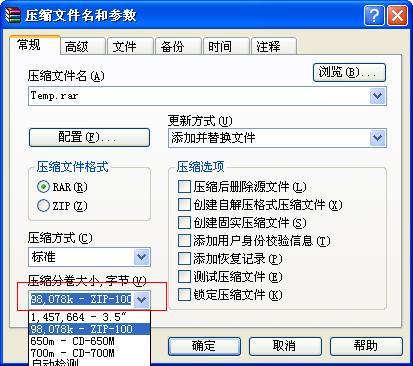 压缩文件名和参数
常规 高级 文件 备份 时间 注释
压缩文件名(A)
浏览(B)...
Temp.rar
更新方式(U)
配置(F)...
添加并替换文件
压缩文件格式
RAR(R)
ZIP(Z)
压缩方式(C)
标准
压缩分卷大小,字节(V)
98,078k - ZIP-100
1,457,664 - 3.5"
98,078k - ZIP-100
650m - CD-650M
700m - CD-700M
自动检测
压缩选项
压缩后删除源文件(L)
创建自解压格式压缩文件(X)
创建固实压缩文件(S)
添加用户身份校验信息(T)
添加恢复记录(P)
测试压缩文件(E)
锁定压缩文件(K)
确定 取消 帮助